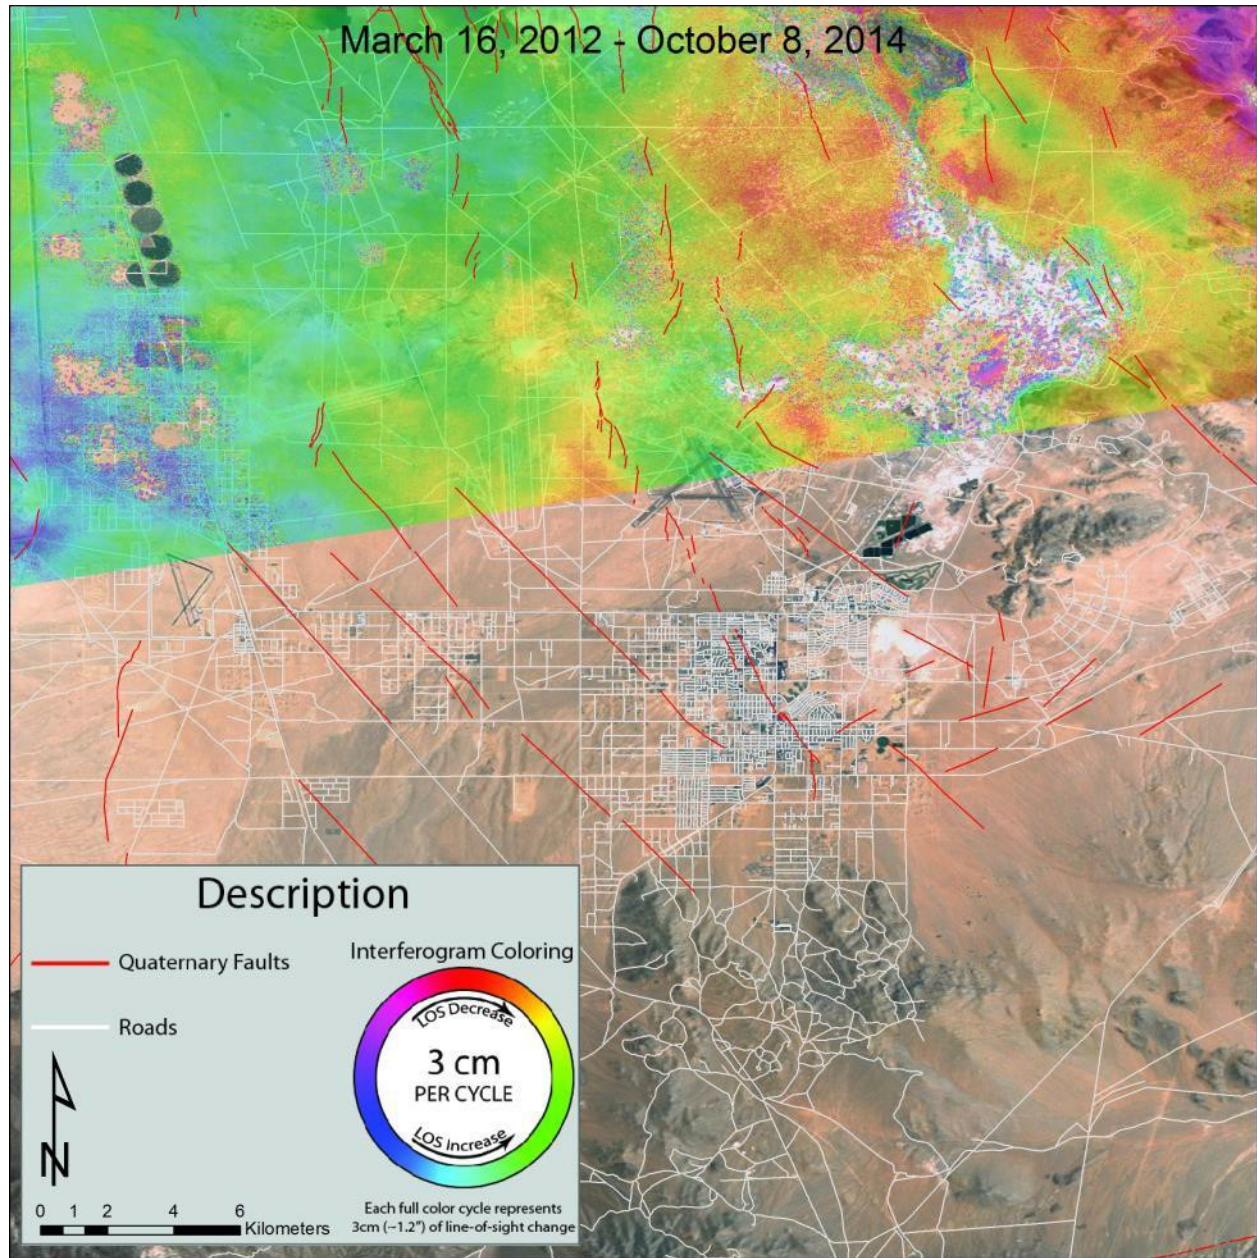 March 16, 2012 - October 8, 2014
Description
Quaternary Faults
Roads
N
0 1 2 4 6
Kilometers
Interferogram Coloring
LOS Decrease
3 cm
PER CYCLE
LOS Increase
Each full color cycle represents
3cm (~1.2") of line-of-sight change